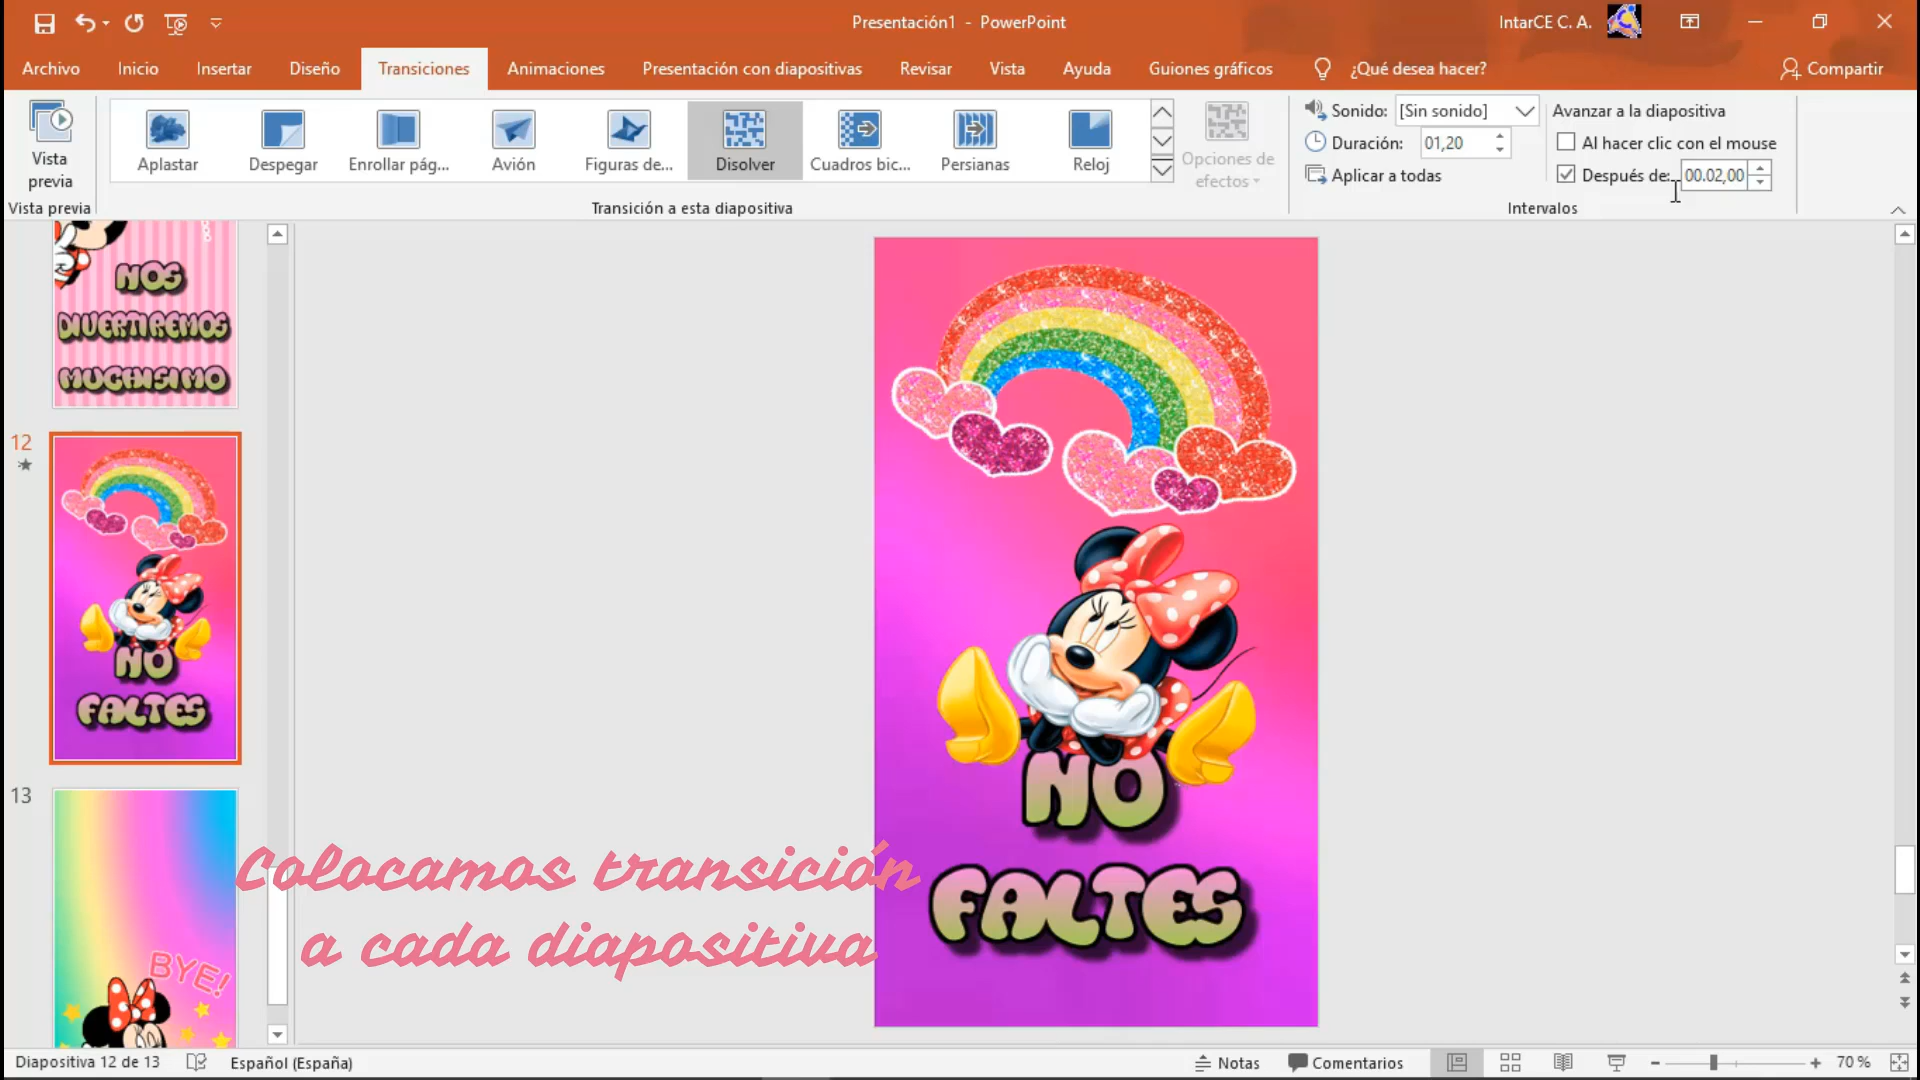 Presentación1 - PowerPoint
IntarCE C. A.
Archivo Inicio Insertar Diseño Transiciones Animaciones Presentación con diapositivas Revisar Vista Ayuda Guiones gráficos ¿Qué desea hacer? Compartir
Vista previa
Aplastar Despegar Enrollar pág... Avión Figuras de... Disolver Cuadros bic... Persianas Reloj
Opciones de efectos
Sonido: [Sin sonido]
Duración: 01,20
Aplicar a todas
Avanzar a la diapositiva
Al hacer clic con el mouse
Después de: 00:02,00
Vista previa
Transición a esta diapositiva
Intervalos
NOS
DIVERTIREMOS
MUCHISIMO
12
NO
FALTES
13
BYE!
NO
FALTES
Colocamos transición
a cada diapositiva
Diapositiva 12 de 13 Español (España) Notas Comentarios 70 %